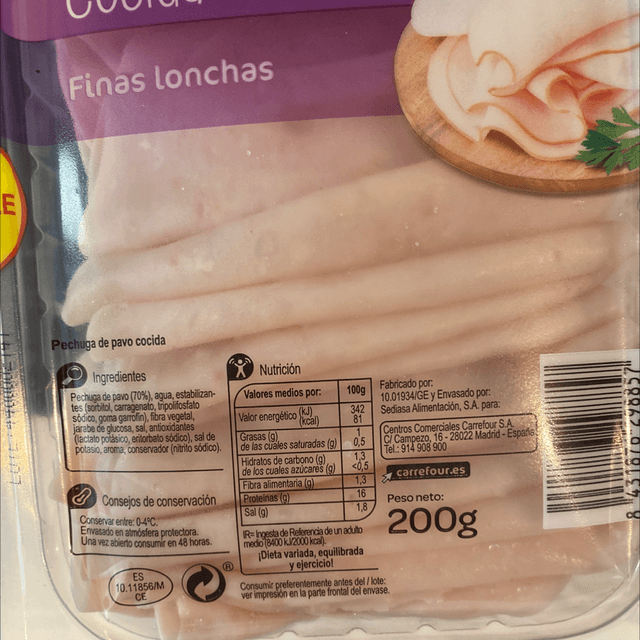 Finas lonchas
Pechuga de pavo cocida
Ingredientes
Pechuga de pavo (70%), agua, estabilizan-
tes (sorbitol, carragenato, tripolifosfato
sódico, goma garrofín), fibra vegetal,
jarabe de glucosa, sal, antioxidantes
(lactato potásico, eritorbato sódico), sal de
potasio, aroma, conservador (nitrito sódico).
Consejos de conservación
Conservar entre: 0-4ºC.
Envasado en atmósfera protectora.
Una vez abierto consumir en 48 horas.
ES
10.11856/M
CE
®
Nutrición
Valores medios por: 100g
Valor energético (kJ) 342
(kcal) 81
Grasas (g)
de las cuales saturadas (g) 0,5
Hidratos de carbono (g) 1,3
de los cuales azúcares (g) <0,5
Fibra alimentaria (g) 1,3
Proteínas (g) 16
Sal (g) 1,8
IR= Ingesta de Referencia de un adulto
medio (8400 kJ/2000 kcal).
¡Dieta variada, equilibrada
y ejercicio!
Consumir preferentemente antes del / lote:
ver impresión en la parte frontal del envase.
Fabricado por:
10.01934/GE y Envasado por:
Sediasa Alimentación, S.A. para:
Centros Comerciales Carrefour S.A.
C/ Campezo, 16 - 28022 Madrid - España
Tel.: 914 908 900
carrefour.es
Peso neto:
200g